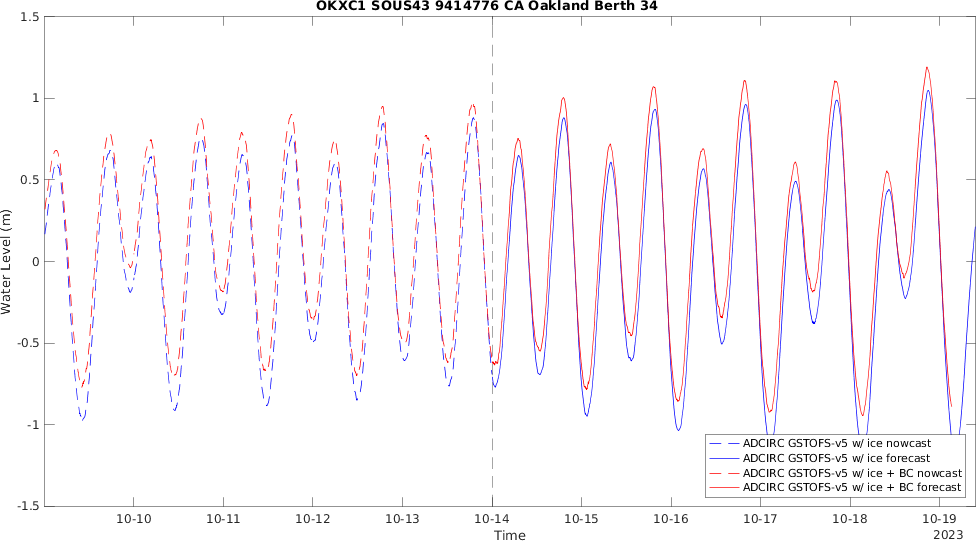 OKXC1 SOUS43 9414776 CA Oakland Berth 34
1.5
1
0.5
0
-0.5
-1
-1.5
Water Level (m)
ADCIRC GSTOFS-v5 w/ ice nowcast
ADCIRC GSTOFS-v5 w/ ice forecast
ADCIRC GSTOFS-v5 w/ ice + BC nowcast
ADCIRC GSTOFS-v5 w/ ice + BC forecast
10-10 10-11 10-12 10-13 10-14 10-15 10-16 10-17 10-18 10-19
Time
2023